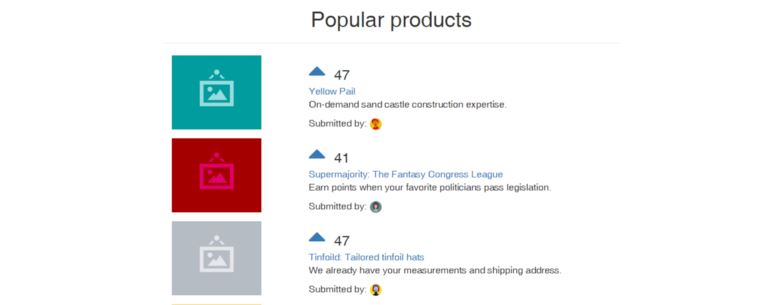 Popular products
47
Yellow Pail
On-demand sand castle construction expertise.
Submitted by:
41
Supermajority: The Fantasy Congress League
Earn points when your favorite politicians pass legislation.
Submitted by:
47
Tinfoild: Tailored tinfoil hats
We already have your measurements and shipping address.
Submitted by: